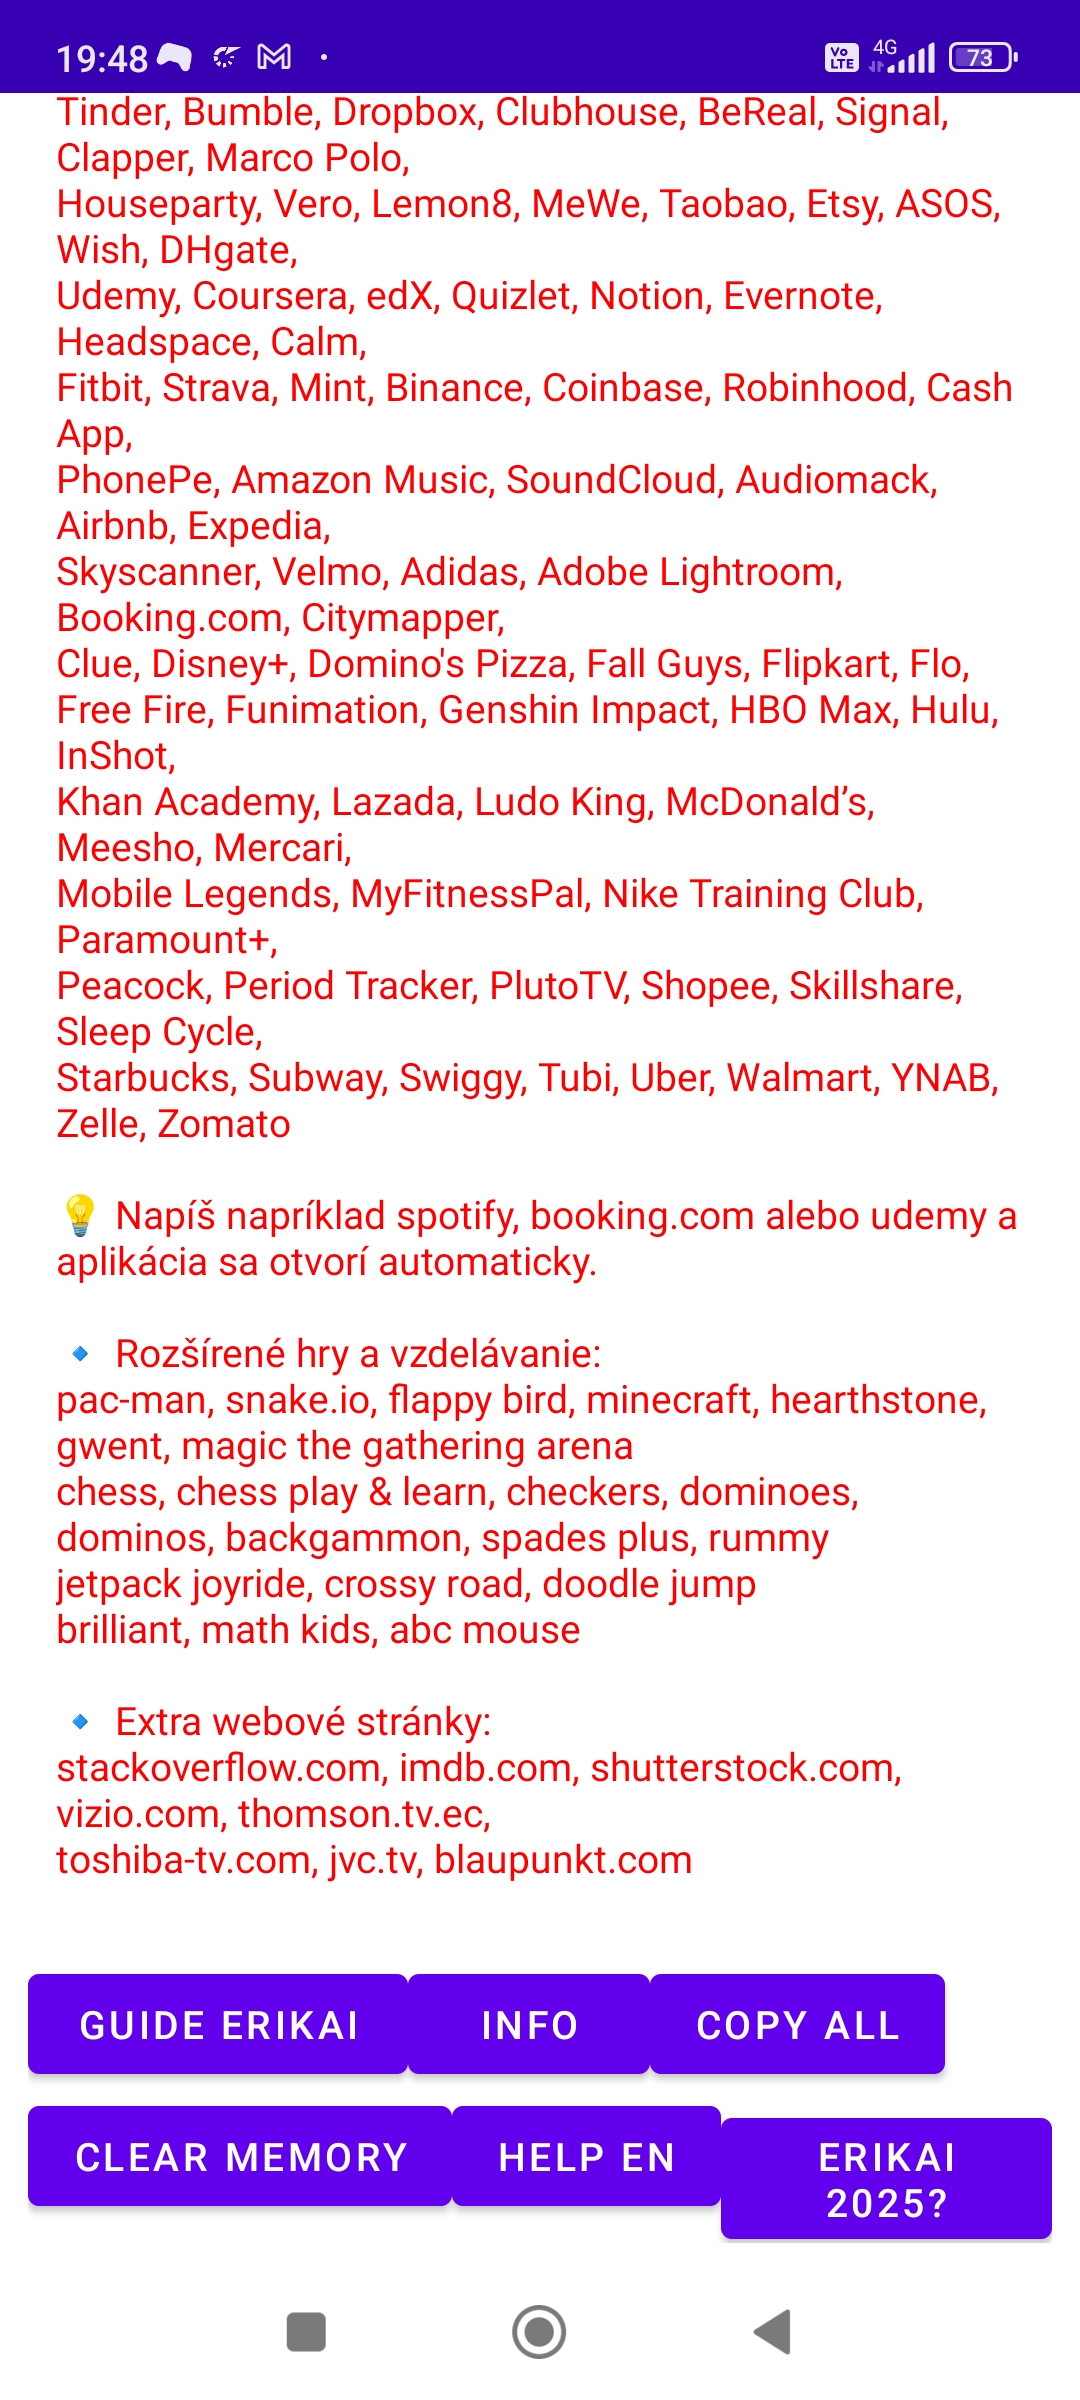 19:48
Vo LTE 4G 73
Tinder, Bumble, Dropbox, Clubhouse, BeReal, Signal,
Clapper, Marco Polo,
Houseparty, Vero, Lemon8, MeWe, Taobao, Etsy, ASOS,
Wish, DHgate,
Udemy, Coursera, edX, Quizlet, Notion, Evernote,
Headspace, Calm,
Fitbit, Strava, Mint, Binance, Coinbase, Robinhood, Cash
App,
PhonePe, Amazon Music, SoundCloud, Audiomack,
Airbnb, Expedia,
Skyscanner, Velmo, Adidas, Adobe Lightroom,
Booking.com, Citymapper,
Clue, Disney+, Domino's Pizza, Fall Guys, Flipkart, Flo,
Free Fire, Funimation, Genshin Impact, HBO Max, Hulu,
InShot,
Khan Academy, Lazada, Ludo King, McDonald’s,
Meesho, Mercari,
Mobile Legends, MyFitnessPal, Nike Training Club,
Paramount+,
Peacock, Period Tracker, PlutoTV, Shopee, Skillshare,
Sleep Cycle,
Starbucks, Subway, Swiggy, Tubi, Uber, Walmart, YNAB,
Zelle, Zomato
💡 Napíš napríklad spotify, booking.com alebo udemy a
aplikácia sa otvorí automaticky.
🔹 Rozšírené hry a vzdelávanie:
pac-man, snake.io, flappy bird, minecraft, hearthstone,
gwent, magic the gathering arena
chess, chess play & learn, checkers, dominoes,
dominos, backgammon, spades plus, rummy
jetpack joyride, crossy road, doodle jump
brilliant, math kids, abc mouse
🔹 Extra webové stránky:
stackoverflow.com, imdb.com, shutterstock.com,
vizio.com, thomson.tv.ec,
toshiba-tv.com, jvc.tv, blaupunkt.com
GUIDE ERIKAI
INFO
COPY ALL
CLEAR MEMORY
HELP EN
ERIKAI
2025?